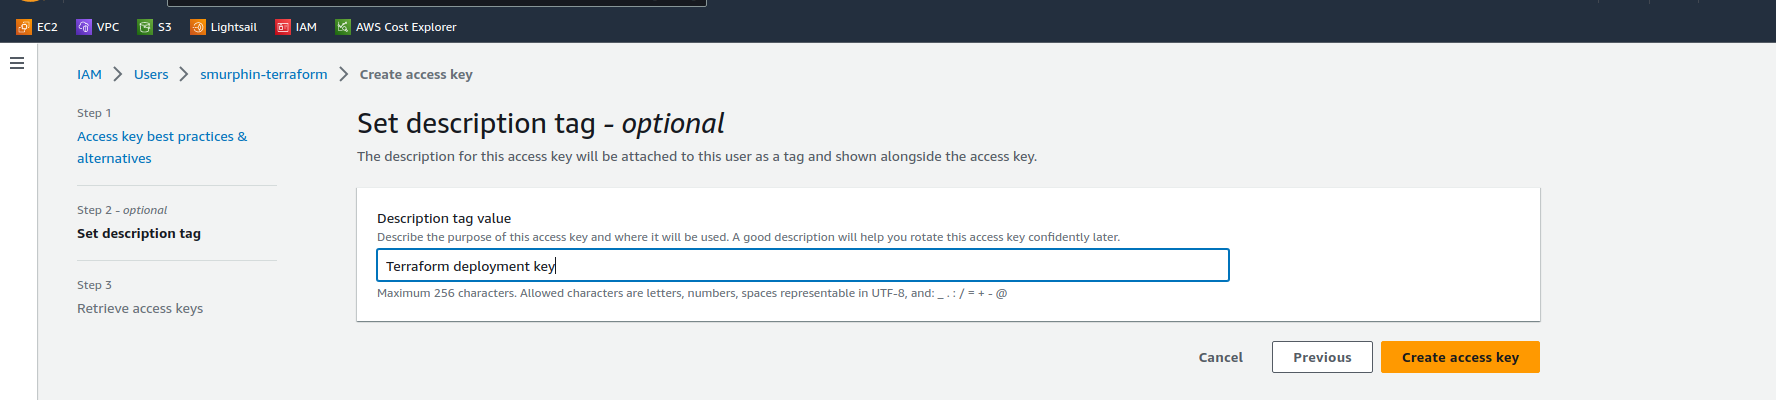 EC2 VPC S3 Lightsail IAM AWS Cost Explorer
IAM Users smurphin-terraform Create access key
Step 1
Access key best practices &
alternatives
Step 2 - optional
Set description tag
Step 3
Retrieve access keys
Set description tag - optional
The description for this access key will be attached to this user as a tag and shown alongside the access key.
Description tag value
Describe the purpose of this access key and where it will be used. A good description will help you rotate this access key confidently later.
Terraform deployment key
Maximum 256 characters. Allowed characters are letters, numbers, spaces representable in UTF-8, and: _ . : / = + - @
Cancel Previous Create access key